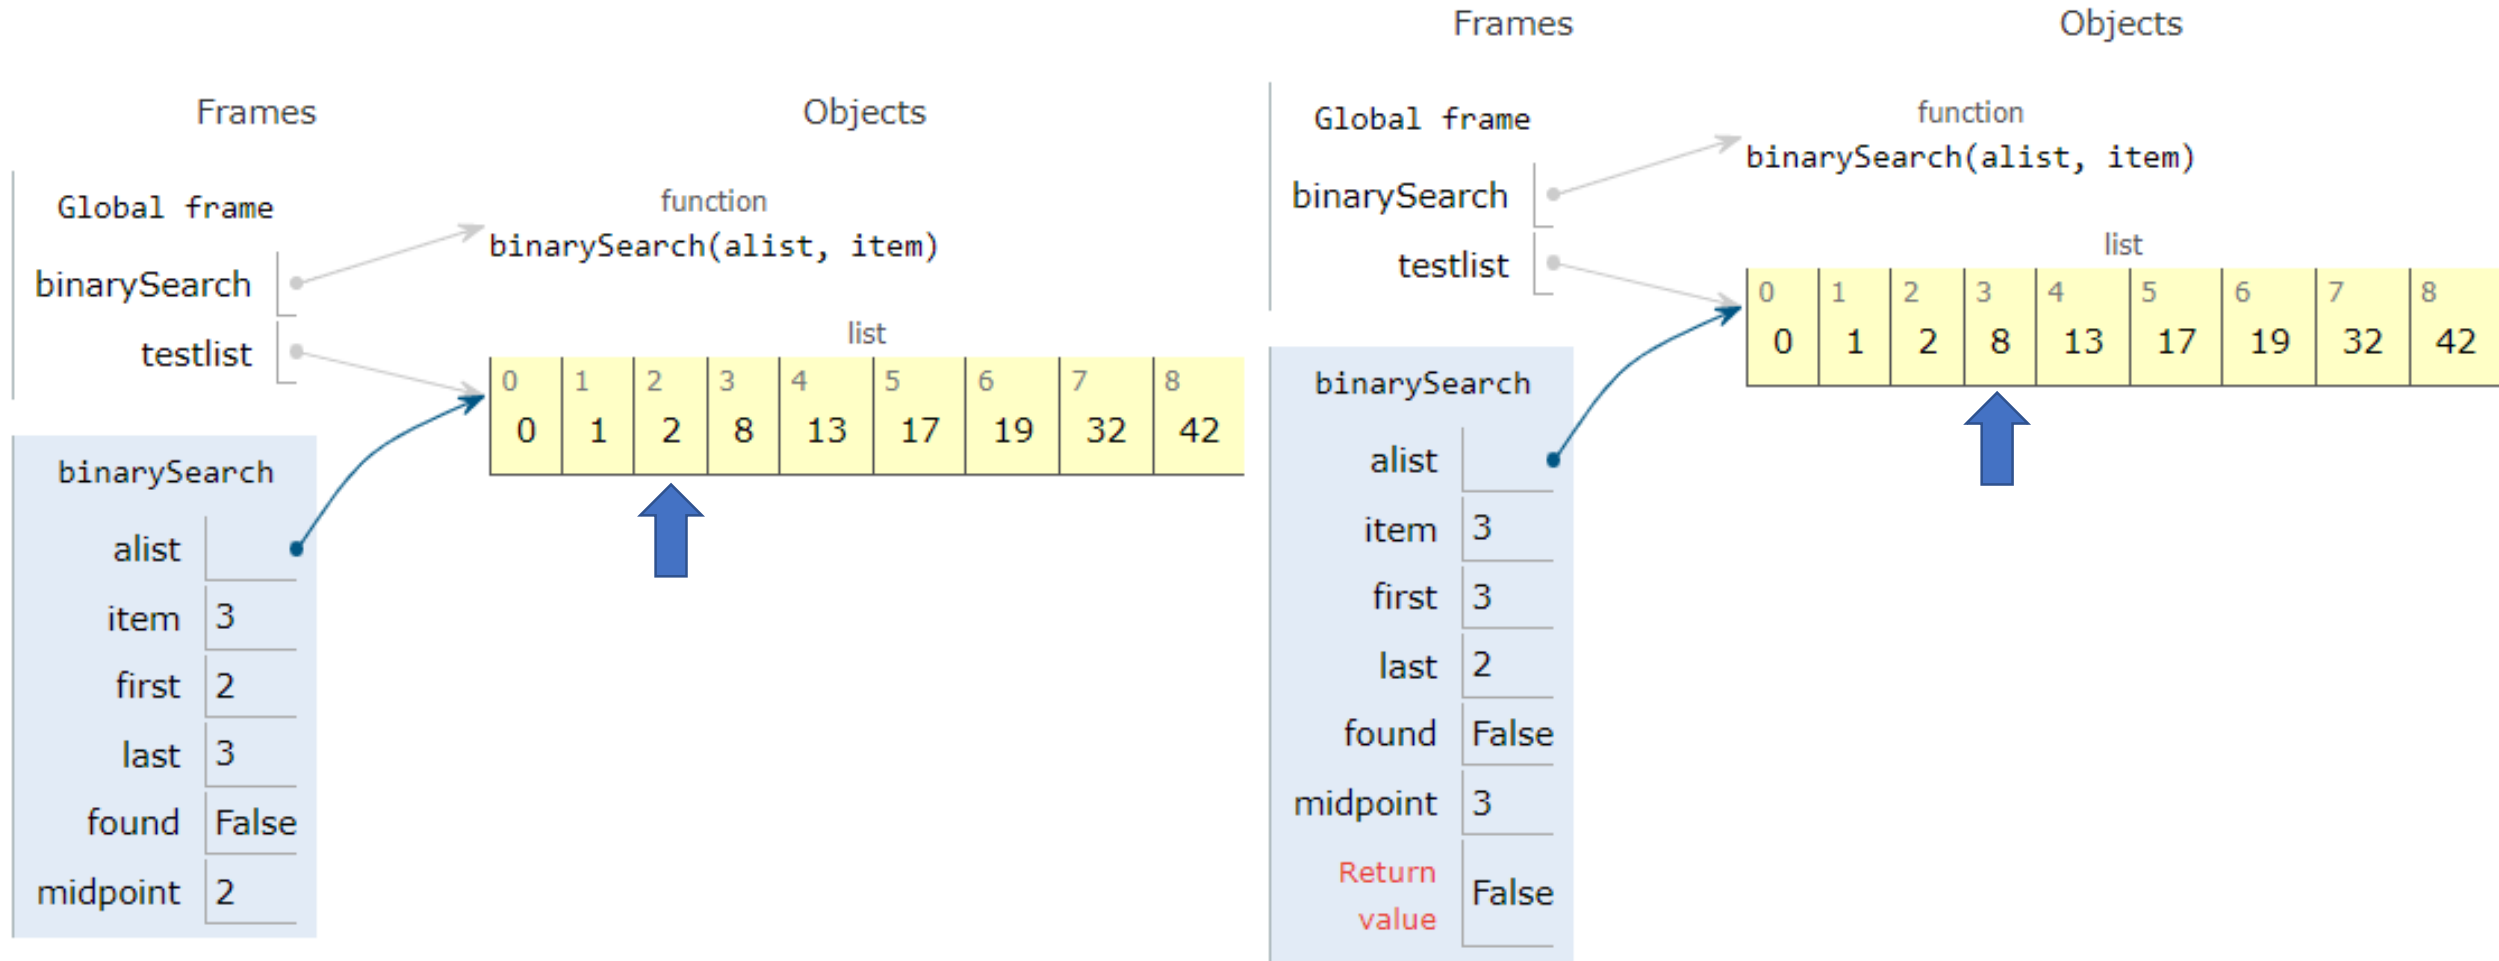 Frames Objects
Global frame
function
binarySearch(alist, item)
binarySearch
testlist
list
0 1 2 3 4 5 6 7 8
0 1 2 8 13 17 19 32 42
binarySearch
alist
item 3
first 2
last 3
found False
midpoint 2
Frames Objects
Global frame
function
binarySearch(alist, item)
binarySearch
testlist
list
0 1 2 3 4 5 6 7 8
0 1 2 8 13 17 19 32 42
binarySearch
alist
item 3
first 3
last 2
found False
midpoint 3
Return
value False